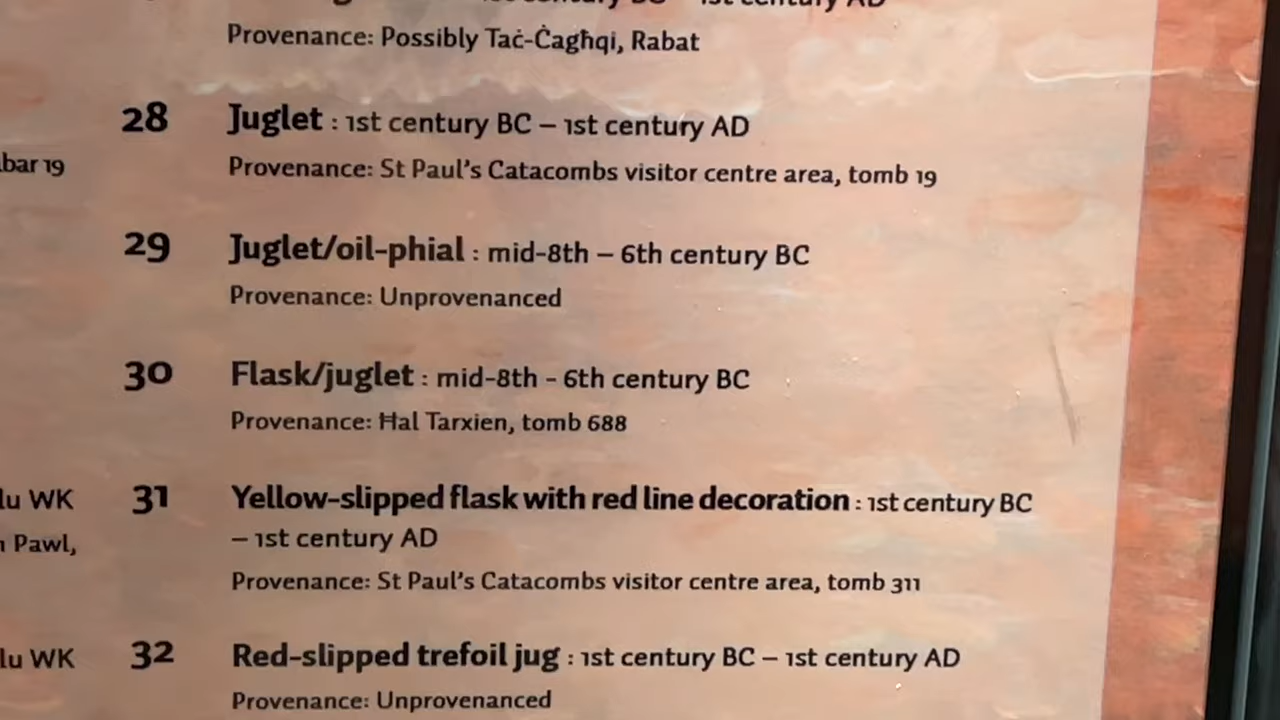 1st century AD
Provenance: Possibly Taċ-Ċagħqi, Rabat
28 Juglet : 1st century BC – 1st century AD
bar 19
Provenance: St Paul's Catacombs visitor centre area, tomb 19
29 Juglet/oil-phial : mid-8th – 6th century BC
Provenance: Unprovenanced
30 Flask/juglet : mid-8th - 6th century BC
Provenance: Ħal Tarxien, tomb 688
lu WK
31 Yellow-slipped flask with red line decoration : 1st century BC
– 1st century AD
Pawl,
Provenance: St Paul's Catacombs visitor centre area, tomb 311
lu WK
32 Red-slipped trefoil jug : 1st century BC – 1st century AD
Provenance: Unprovenanced